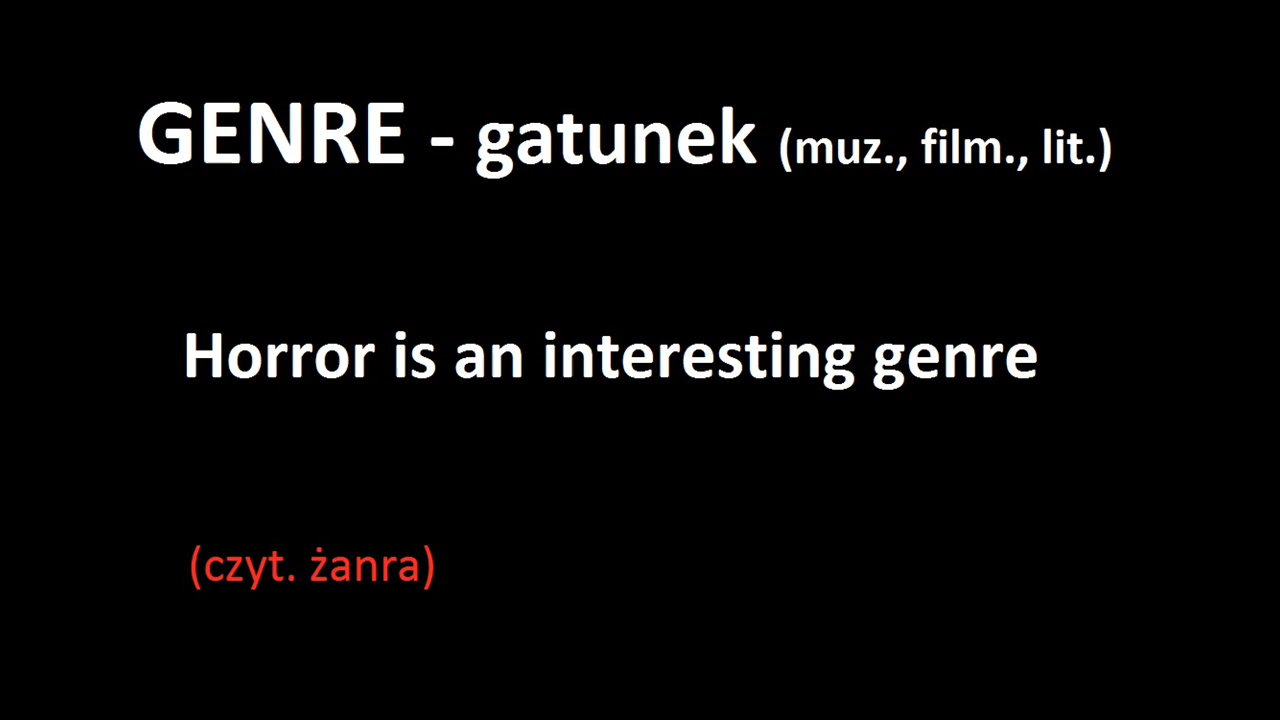 GENRE - gatunek (muz., film., lit.)
Horror is an interesting genre
(czyt. żanra)